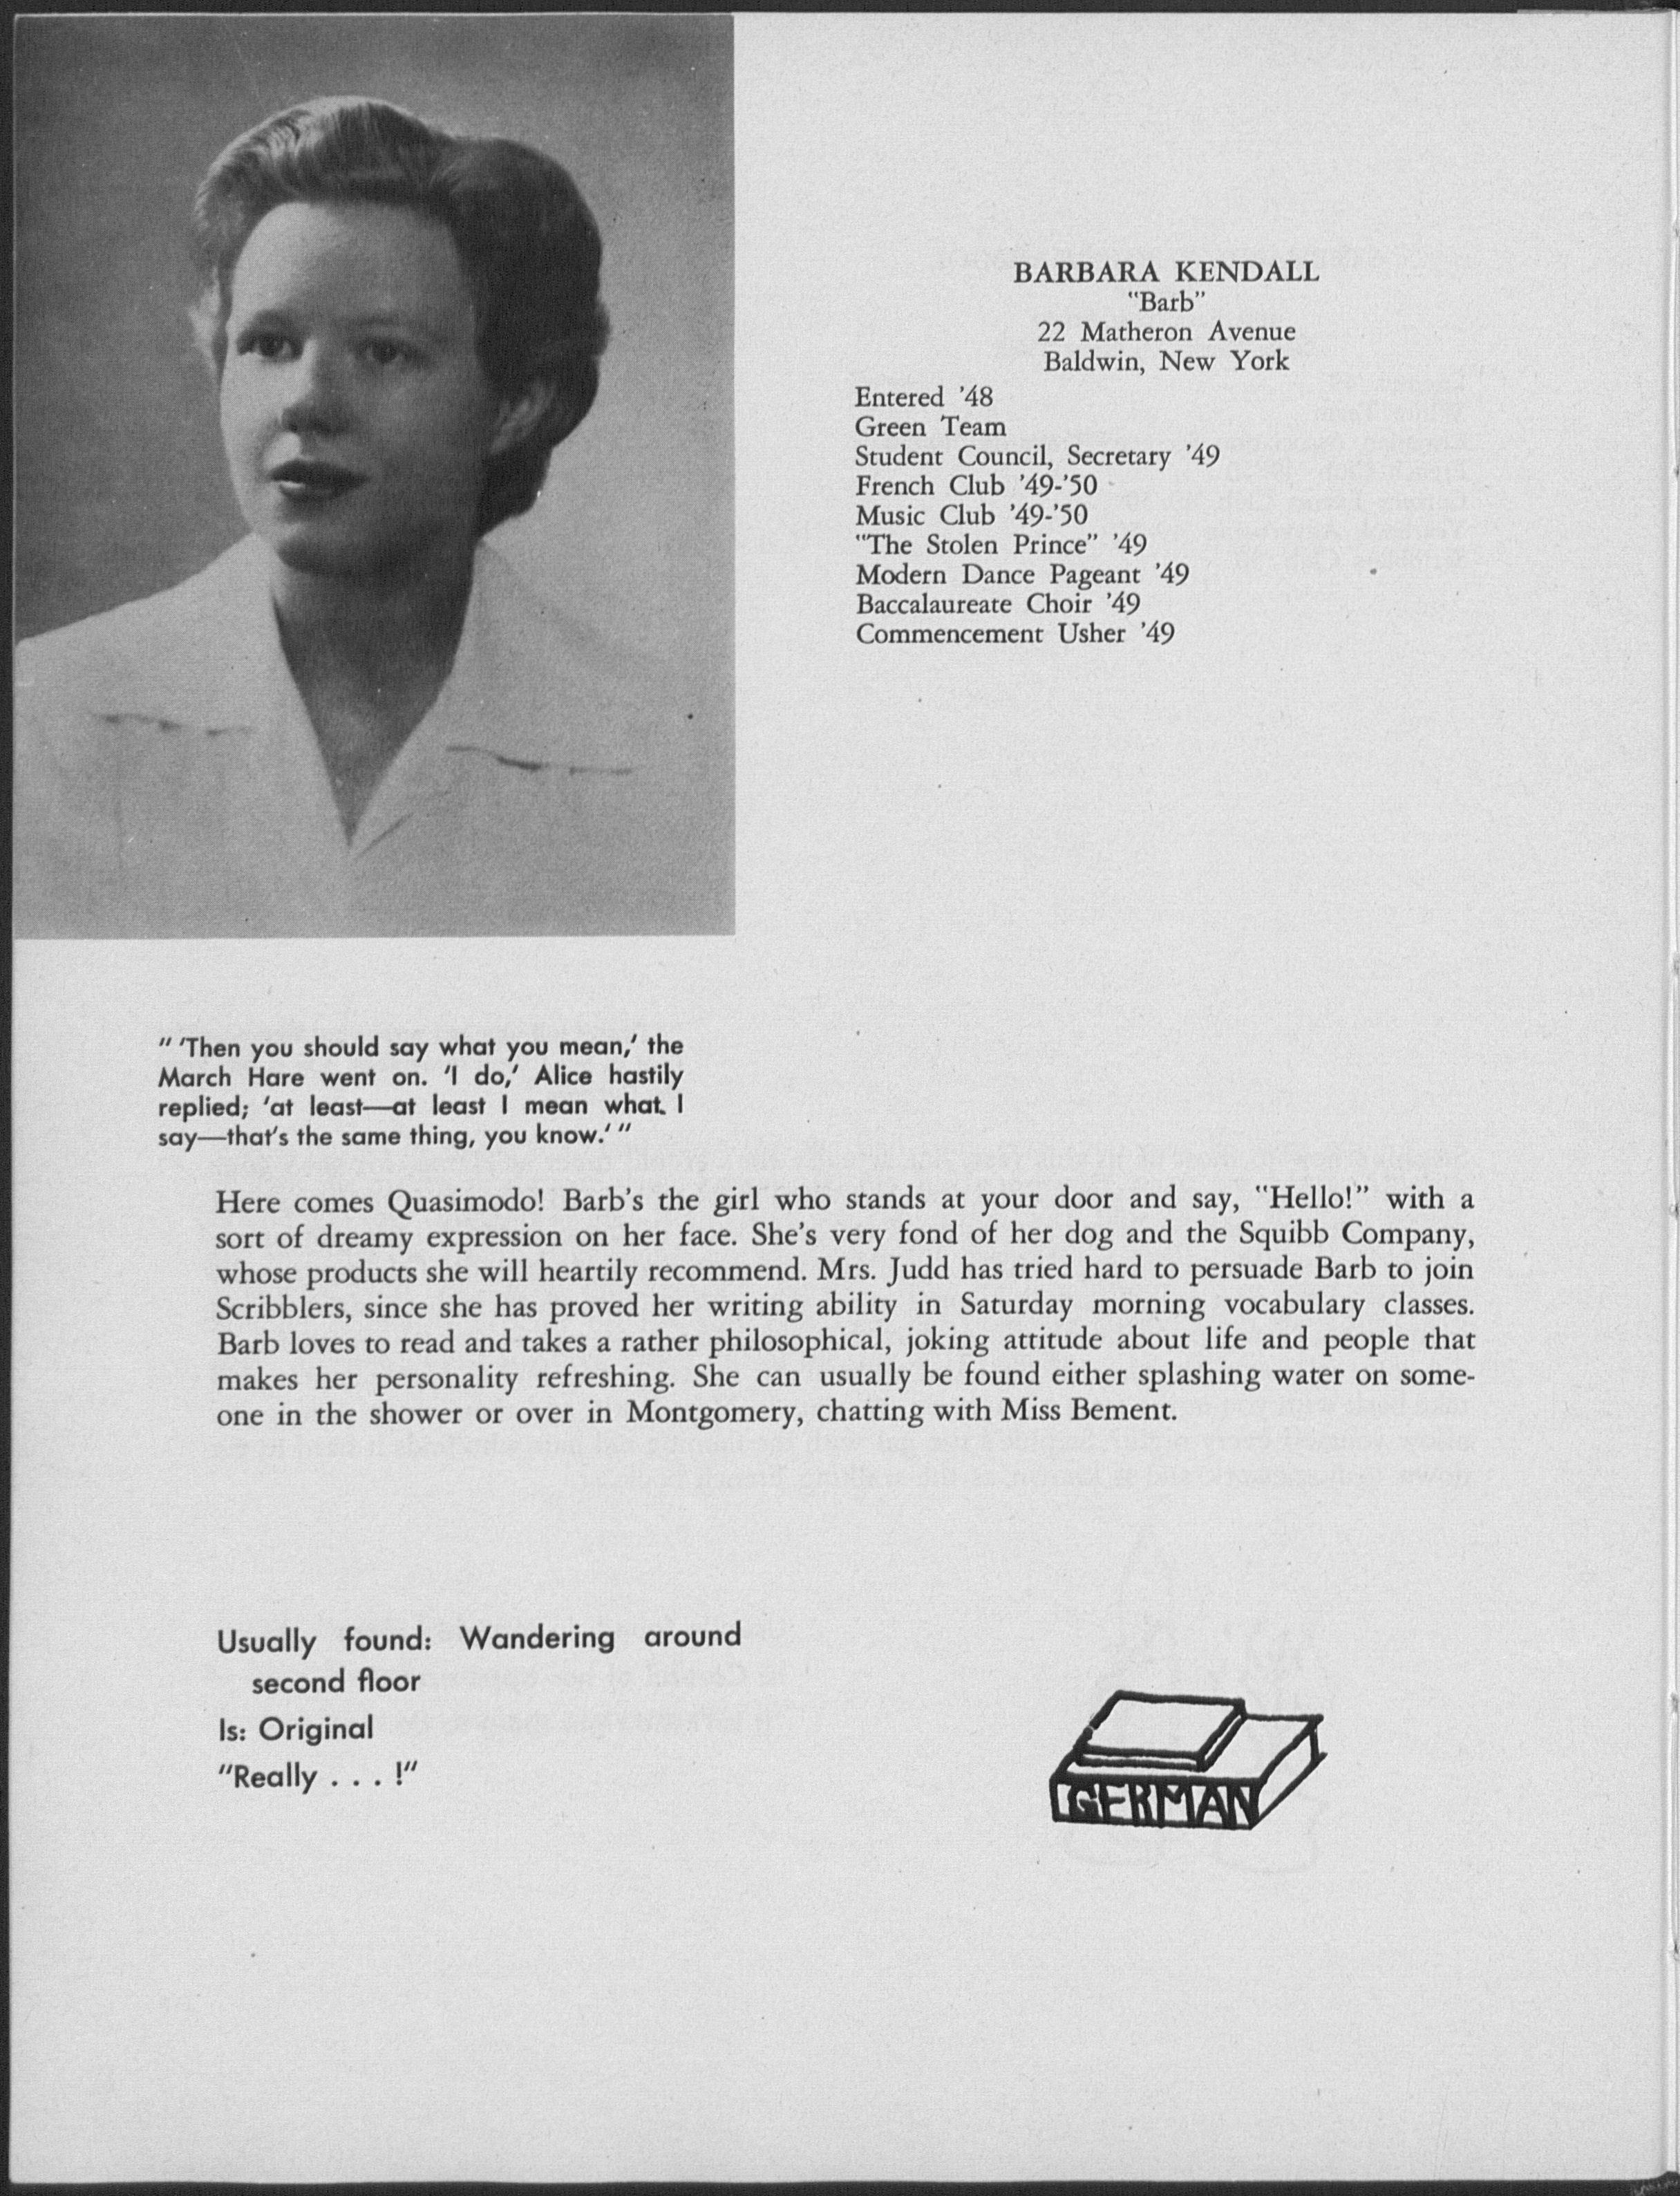 BARBARA KENDALL
"Barb"
22 Matheron Avenue
Baldwin, New York
Entered '48
Green Team
Student Council, Secretary '49
French Club '49-'50
Music Club '49-'50
"The Stolen Prince" '49
Modern Dance Pageant '49
Baccalaureate Choir '49
Commencement Usher '49
" 'Then you should say what you mean,' the
March Hare went on. 'I do,' Alice hastily
replied; 'at least—at least I mean what I
say—that's the same thing, you know.' "
Here comes Quasimodo! Barb's the girl who stands at your door and say, "Hello!" with a
sort of dreamy expression on her face. She's very fond of her dog and the Squibb Company,
whose products she will heartily recommend. Mrs. Judd has tried hard to persuade Barb to join
Scribblers, since she has proved her writing ability in Saturday morning vocabulary classes.
Barb loves to read and takes a rather philosophical, joking attitude about life and people that
makes her personality refreshing. She can usually be found either splashing water on some-
one in the shower or over in Montgomery, chatting with Miss Bement.
Usually found: Wandering around
second floor
Is: Original
"Really . . . !"
GERMAN